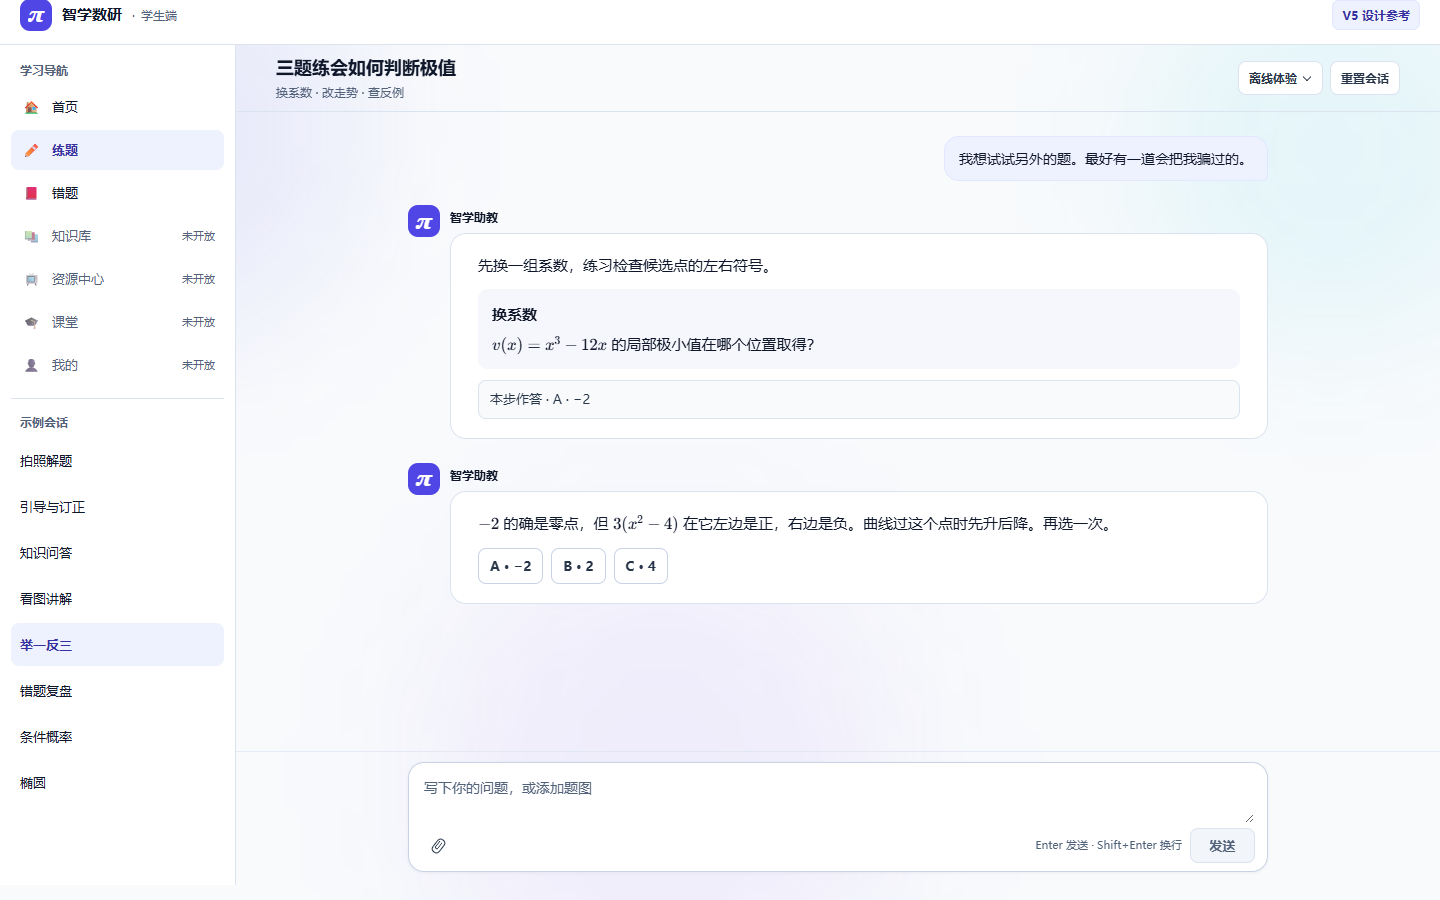 π 智学数研 · 学生端
V5 设计参考
学习导航
首页
练题
错题
知识库 未开放
资源中心 未开放
课堂 未开放
我的 未开放
示例会话
拍照解题
引导与订正
知识问答
看图讲解
举一反三
错题复盘
条件概率
椭圆
三题练会如何判断极值
换系数 · 改走势 · 查反例
离线体验
重置会话
我想试试另外的题。最好有一道会把我骗过的。
π 智学助教
先换一组系数，练习检查候选点的左右符号。
换系数
v(x) = x³ − 12x 的局部极小值在哪个位置取得？
本步作答 · A · −2
π 智学助教
−2 的确是零点，但 3(x² − 4) 在它左边是正，右边是负。曲线过这个点时先升后降。再选一次。
A • −2 B • 2 C • 4
写下你的问题，或添加题图
Enter 发送 · Shift+Enter 换行
发送